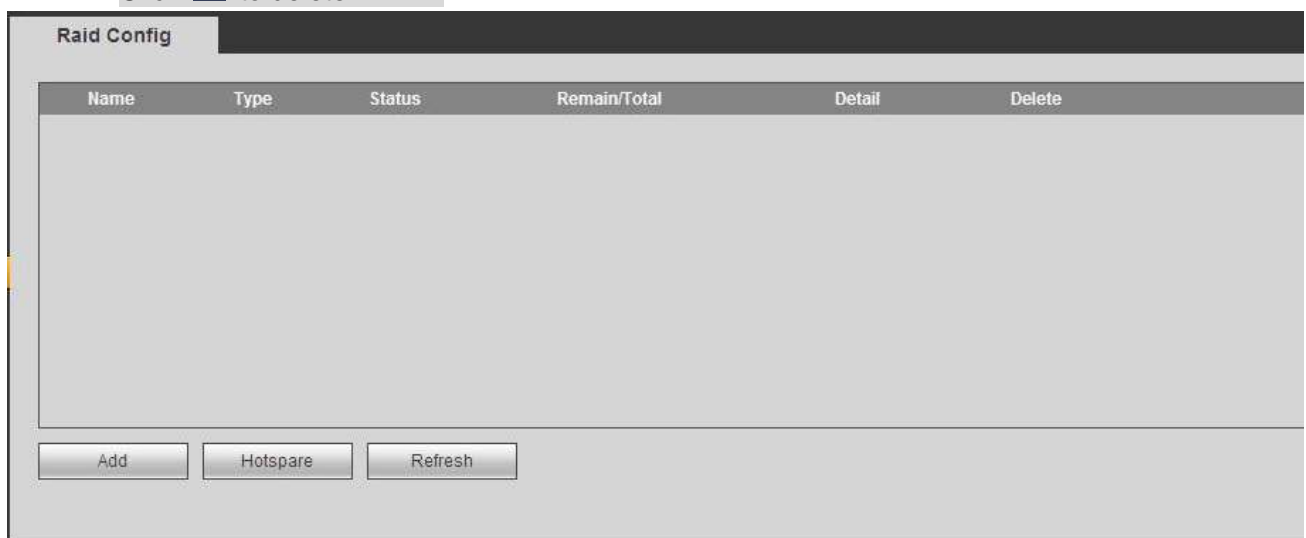 Raid Config
Name Type Status Remain/Total Detail Delete
Add Hotspare Refresh